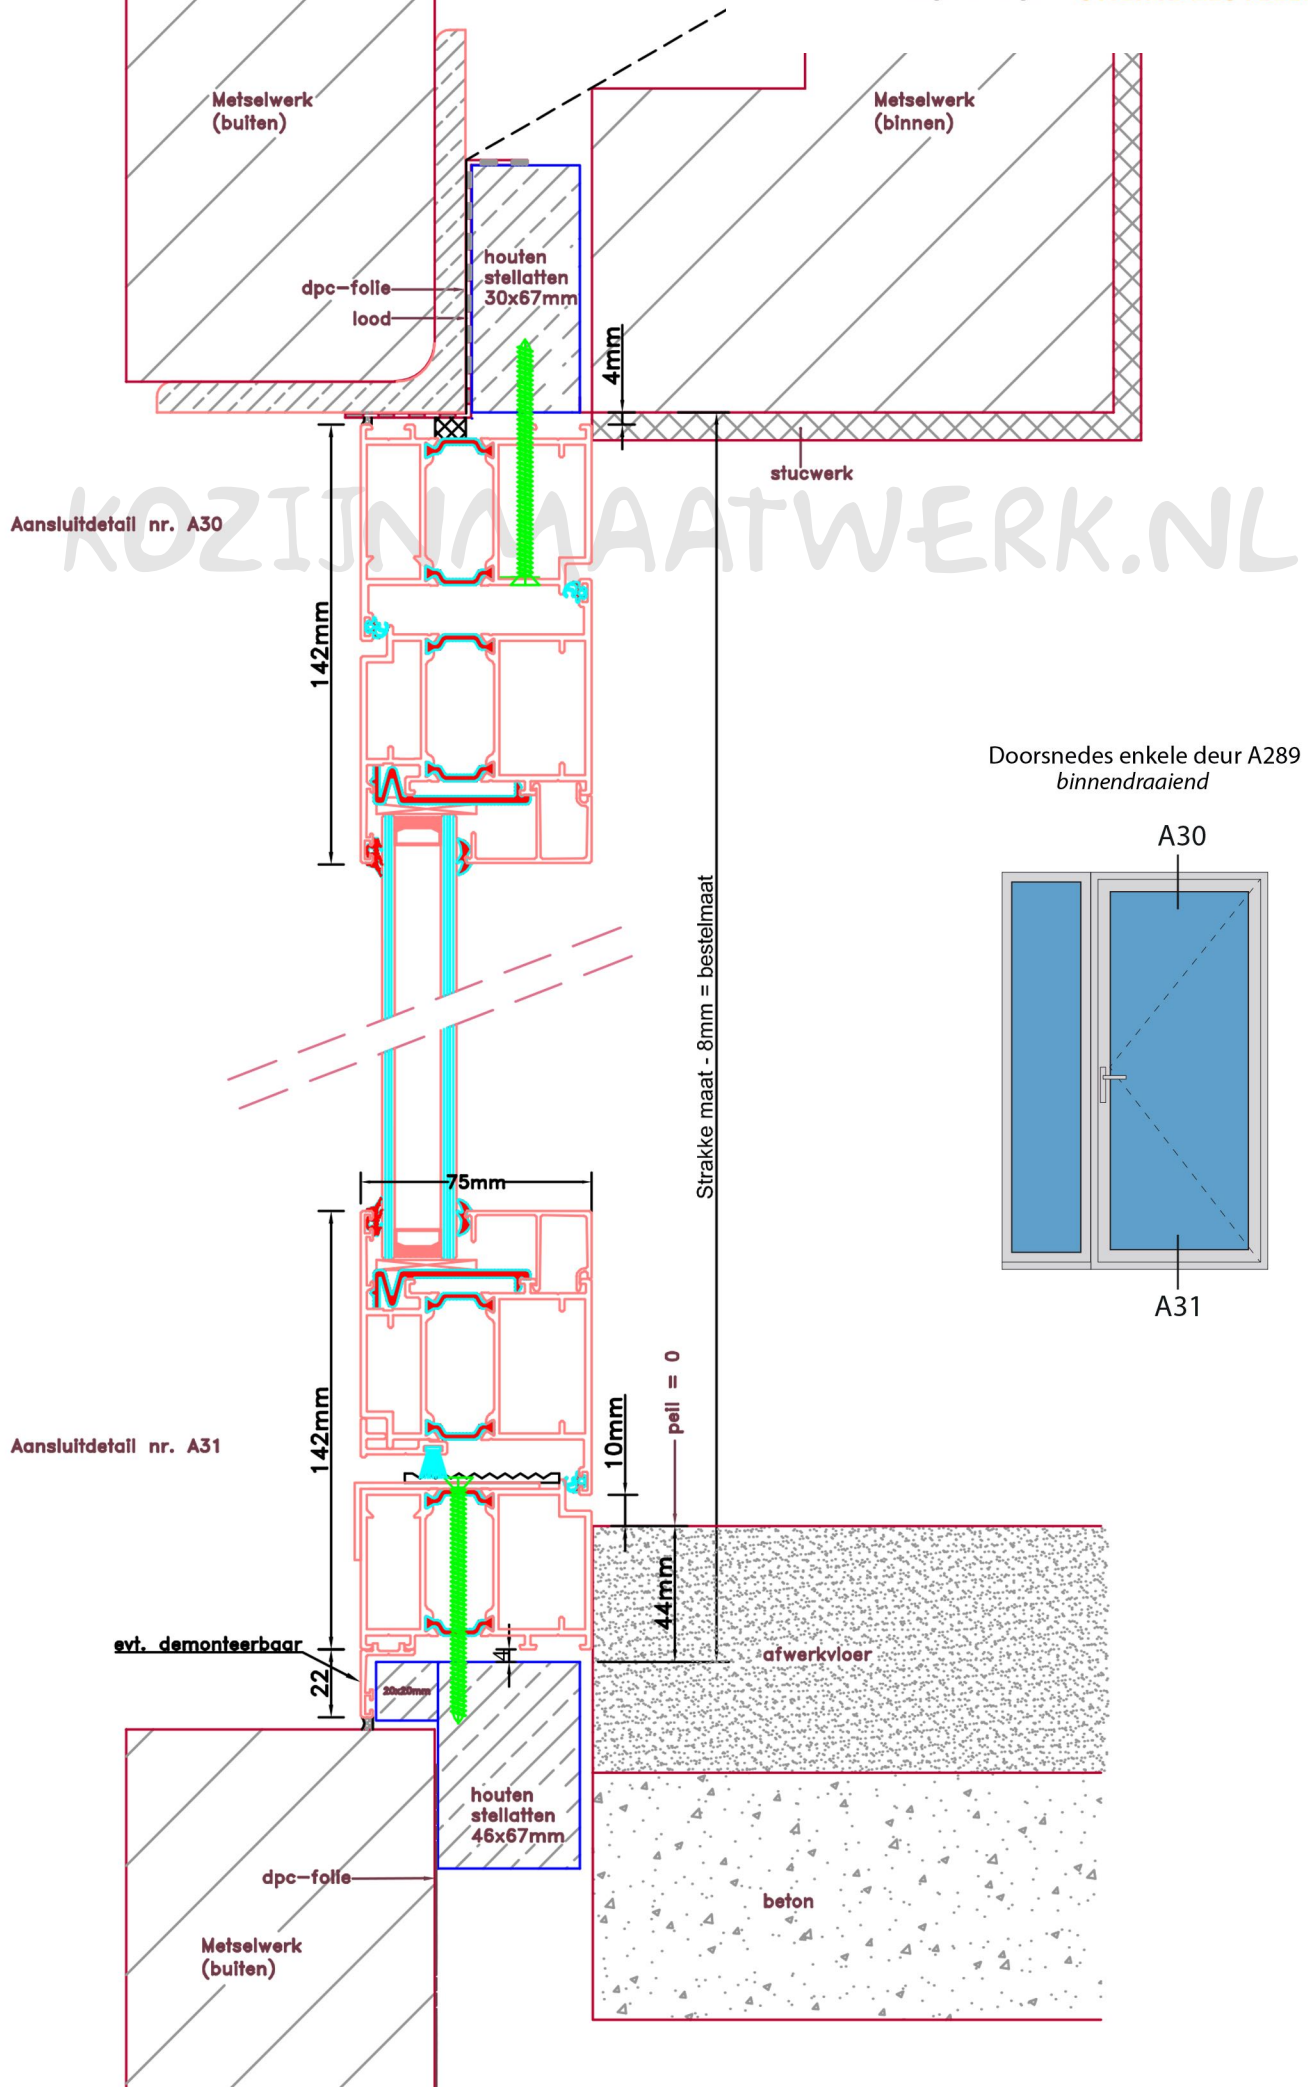 Metselwerk
(buiten)
Metselwerk
(binnen)
houten
stellatten
30x67mm
dpc-folie
lood
4mm
stucwerk
KOZIJNMAATWERK.NL
Aansluitdetail nr. A30
142mm
Doorsnedes enkele deur A289
binnendraaiend
A30
A31
Strakke maat - 8mm = bestelmaat
75mm
142mm
10mm
peil = 0
Aansluitdetail nr. A31
44mm
evt. demonteerbaar
4
22
20x20mm
afwerkvloer
houten
stellatten
46x67mm
dpc-folie
beton
Metselwerk
(buiten)